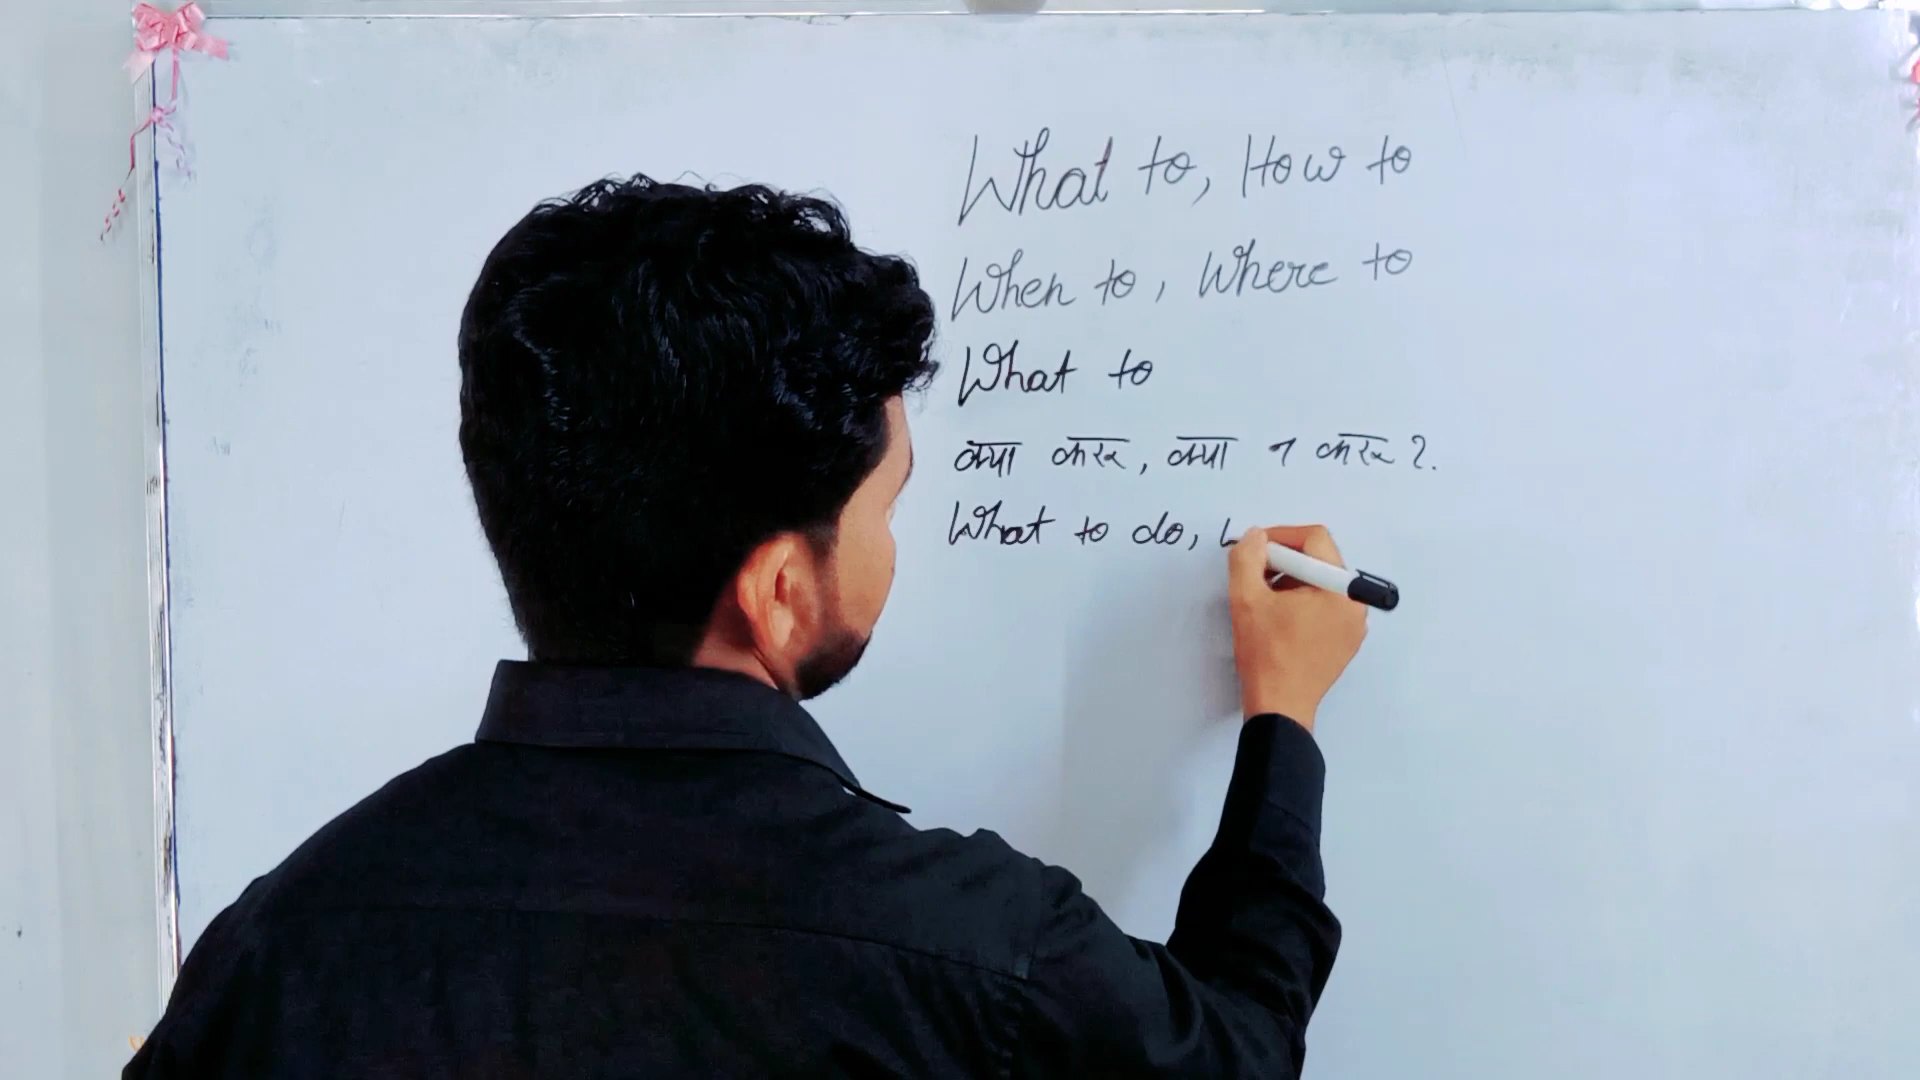 What to, How to
When to, Where to
What to
क्या करूं, क्या न करूं ?.
What to do,